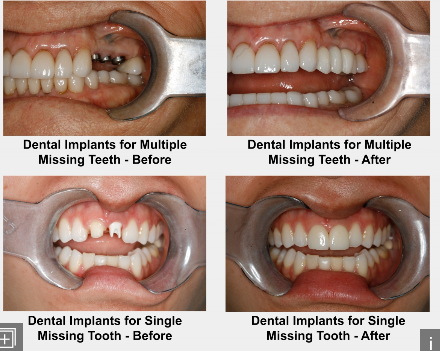 Dental Implants for Multiple
Missing Teeth - Before
Dental Implants for Multiple
Missing Teeth - After
Dental Implants for Single
Missing Tooth - Before
Dental Implants for Single
Missing Tooth - After
i